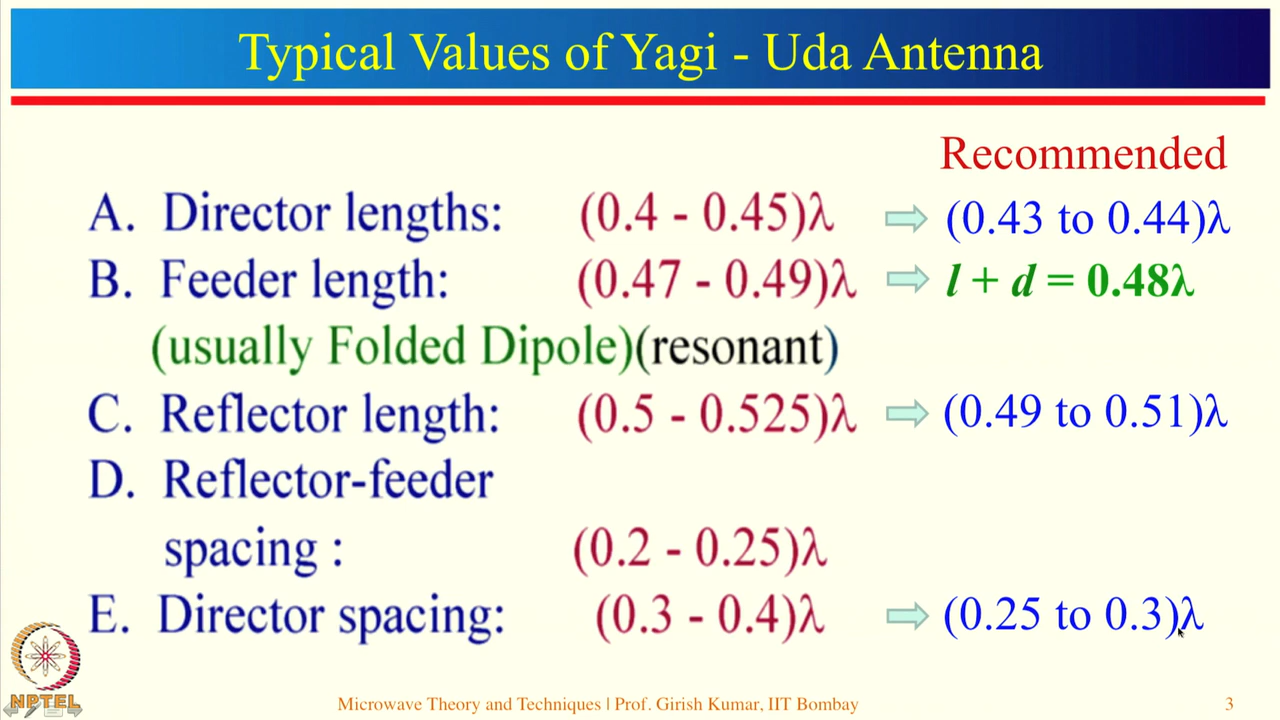 Typical Values of Yagi - Uda Antenna
Recommended
A. Director lengths: (0.4 - 0.45)λ ⇨ (0.43 to 0.44)λ
B. Feeder length: (0.47 - 0.49)λ ⇨ l + d = 0.48λ
(usually Folded Dipole)(resonant)
C. Reflector length: (0.5 - 0.525)λ ⇨ (0.49 to 0.51)λ
D. Reflector-feeder
spacing : (0.2 - 0.25)λ
E. Director spacing: (0.3 - 0.4)λ ⇨ (0.25 to 0.3)λ
NPTEL
Microwave Theory and Techniques | Prof. Girish Kumar, IIT Bombay 3